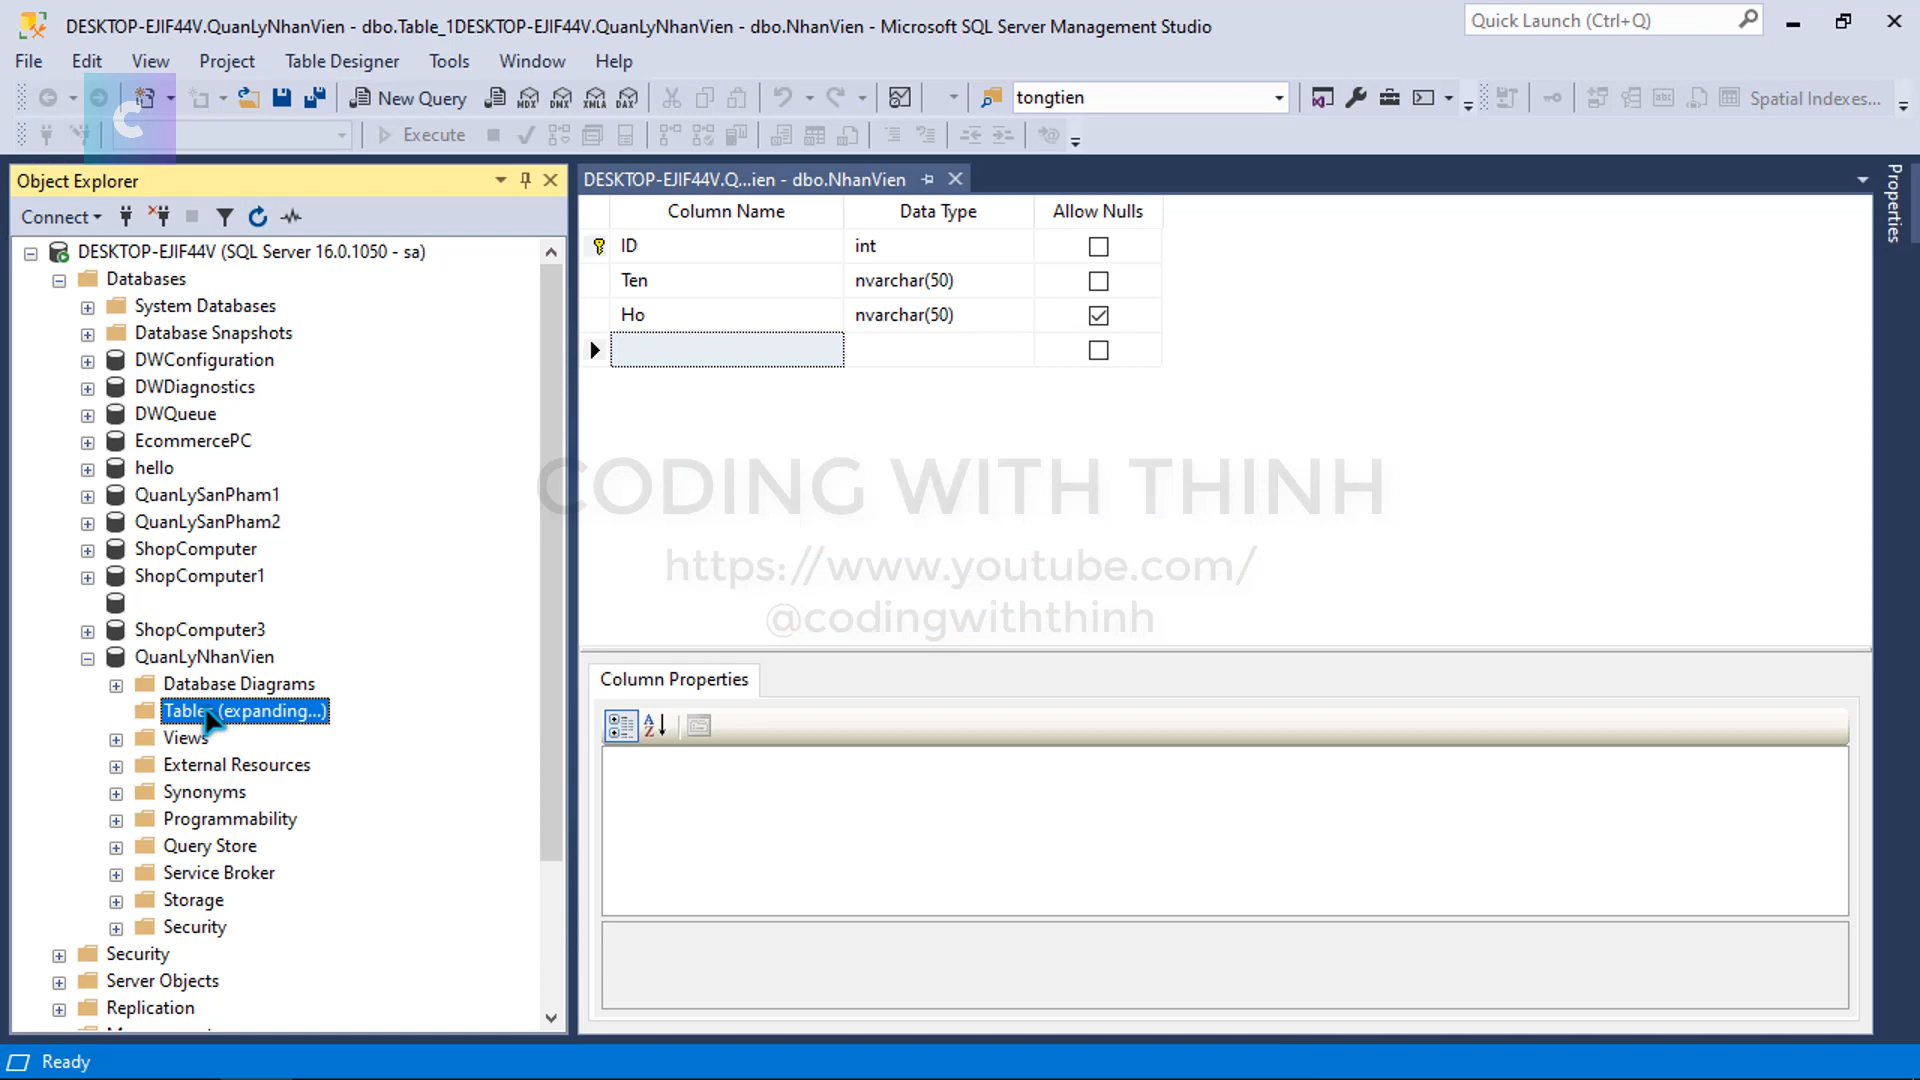 DESKTOP-EJIF44V.QuanLyNhanVien - dbo.Table_1DESKTOP-EJIF44V.QuanLyNhanVien - dbo.NhanVien - Microsoft SQL Server Management Studio
Quick Launch (Ctrl+Q)
File Edit View Project Table Designer Tools Window Help
New Query MDX DMX XMLA DAX tongtien Spatial Indexes...
C
Execute
Object Explorer
DESKTOP-EJIF44V.Q...ien - dbo.NhanVien
Properties
Connect
Column Name Data Type Allow Nulls
ID int
Ten nvarchar(50)
Ho nvarchar(50)
DESKTOP-EJIF44V (SQL Server 16.0.1050 - sa)
Databases
System Databases
Database Snapshots
DWConfiguration
DWDiagnostics
DWQueue
EcommercePC
hello
QuanLySanPham1
QuanLySanPham2
ShopComputer
ShopComputer1
ShopComputer3
QuanLyNhanVien
Database Diagrams
(expanding...)
Views
External Resources
Synonyms
Programmability
Query Store
Service Broker
Storage
Security
Security
Server Objects
Replication
CODING WITH THINH
https://www.youtube.com/
@codingwiththinh
Column Properties
Ready